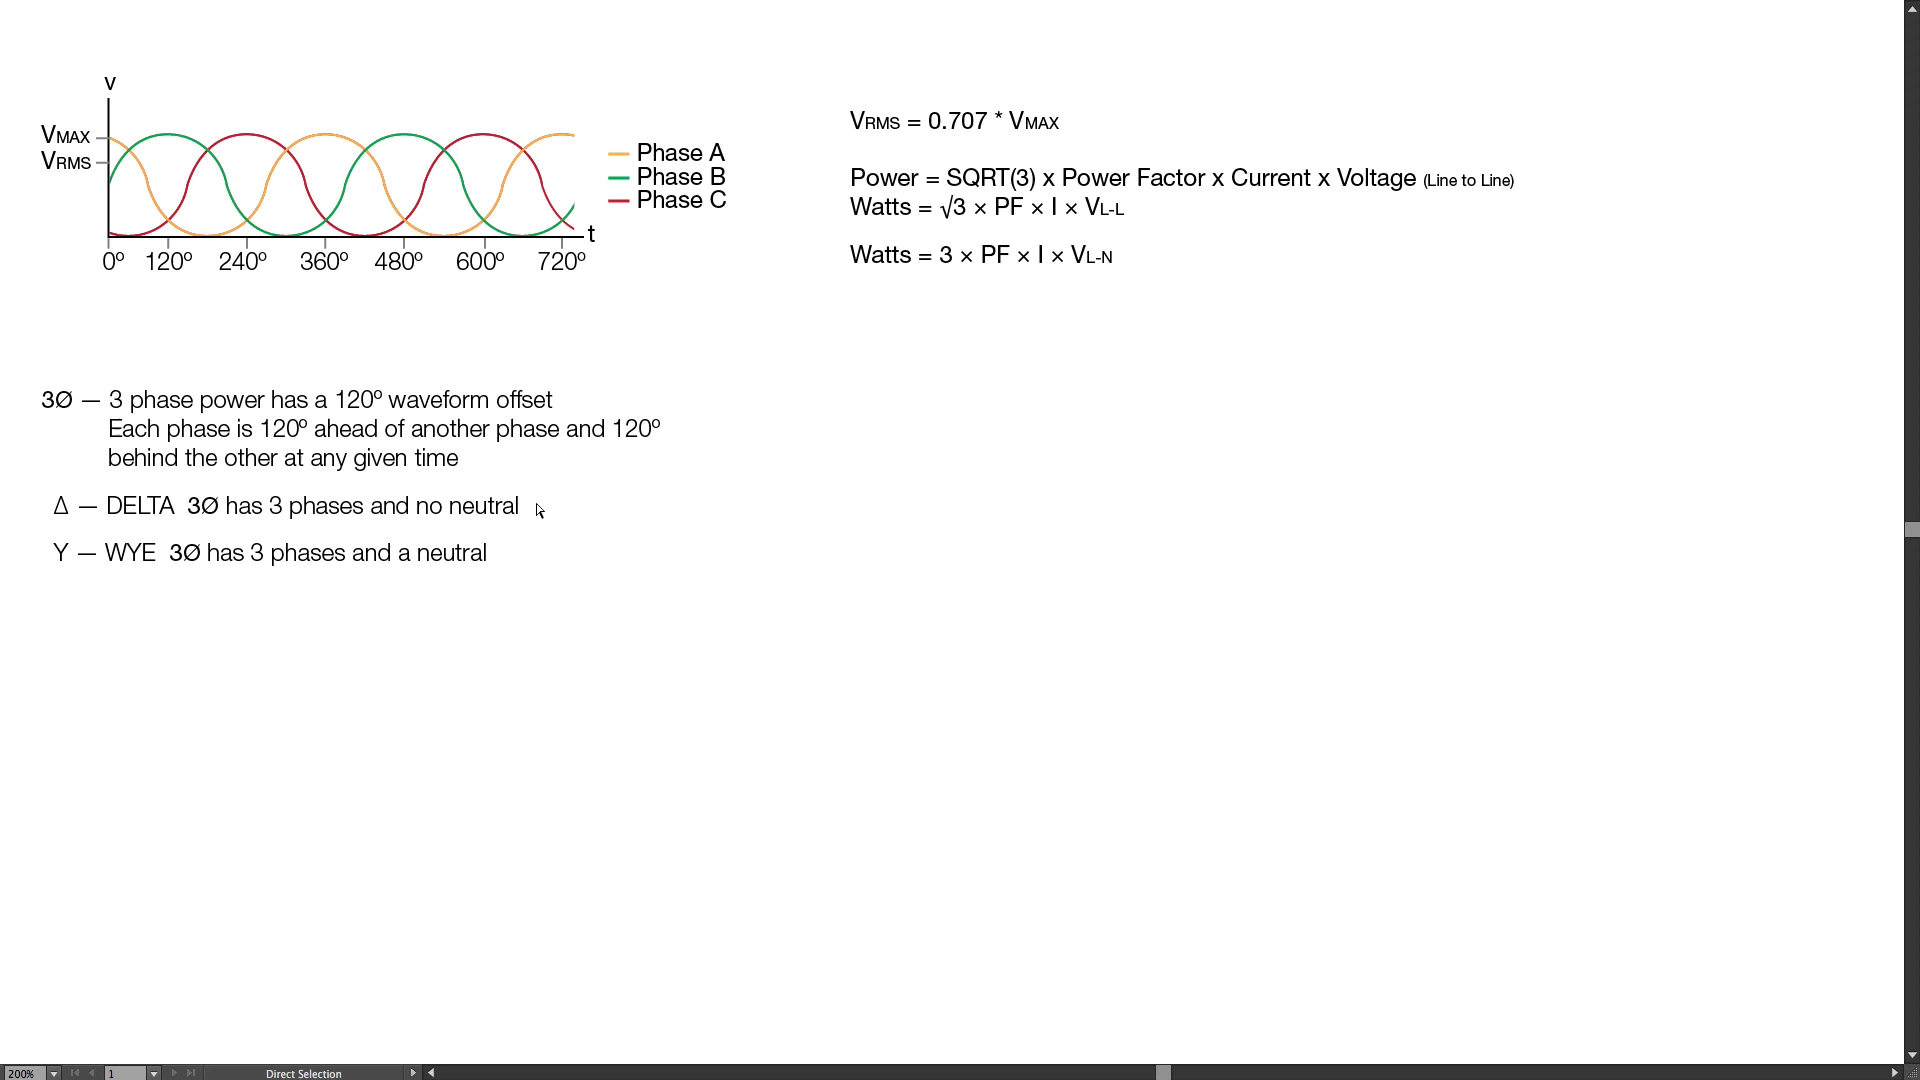 v
VMAX
VRMS
t
0º 120º 240º 360º 480º 600º 720º
Phase A
Phase B
Phase C
VRMS = 0.707 * VMAX
Power = SQRT(3) x Power Factor x Current x Voltage (Line to Line)
Watts = √3 × PF × I × VL-L
Watts = 3 × PF × I × VL-N
3Ø — 3 phase power has a 120º waveform offset
Each phase is 120º ahead of another phase and 120º
behind the other at any given time
Δ — DELTA 3Ø has 3 phases and no neutral
Y — WYE 3Ø has 3 phases and a neutral
200% 1 Direct Selection